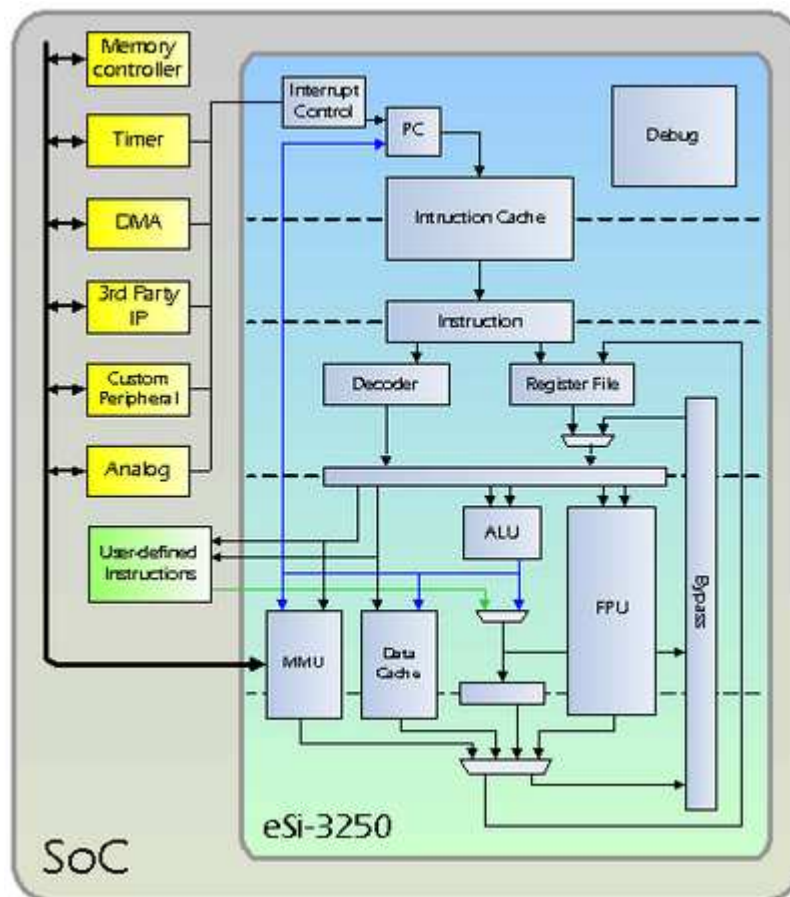 Memory
controller
Timer
DMA
3rd Party
IP
Custom
Peripheral
Analog
User-defined
Instructions
Interrupt
Control
PC
Debug
Intruction Cache
Instruction
Decoder
Register File
ALU
FPU
Bypass
MMU
Data
Cache
eSi-3250
SoC